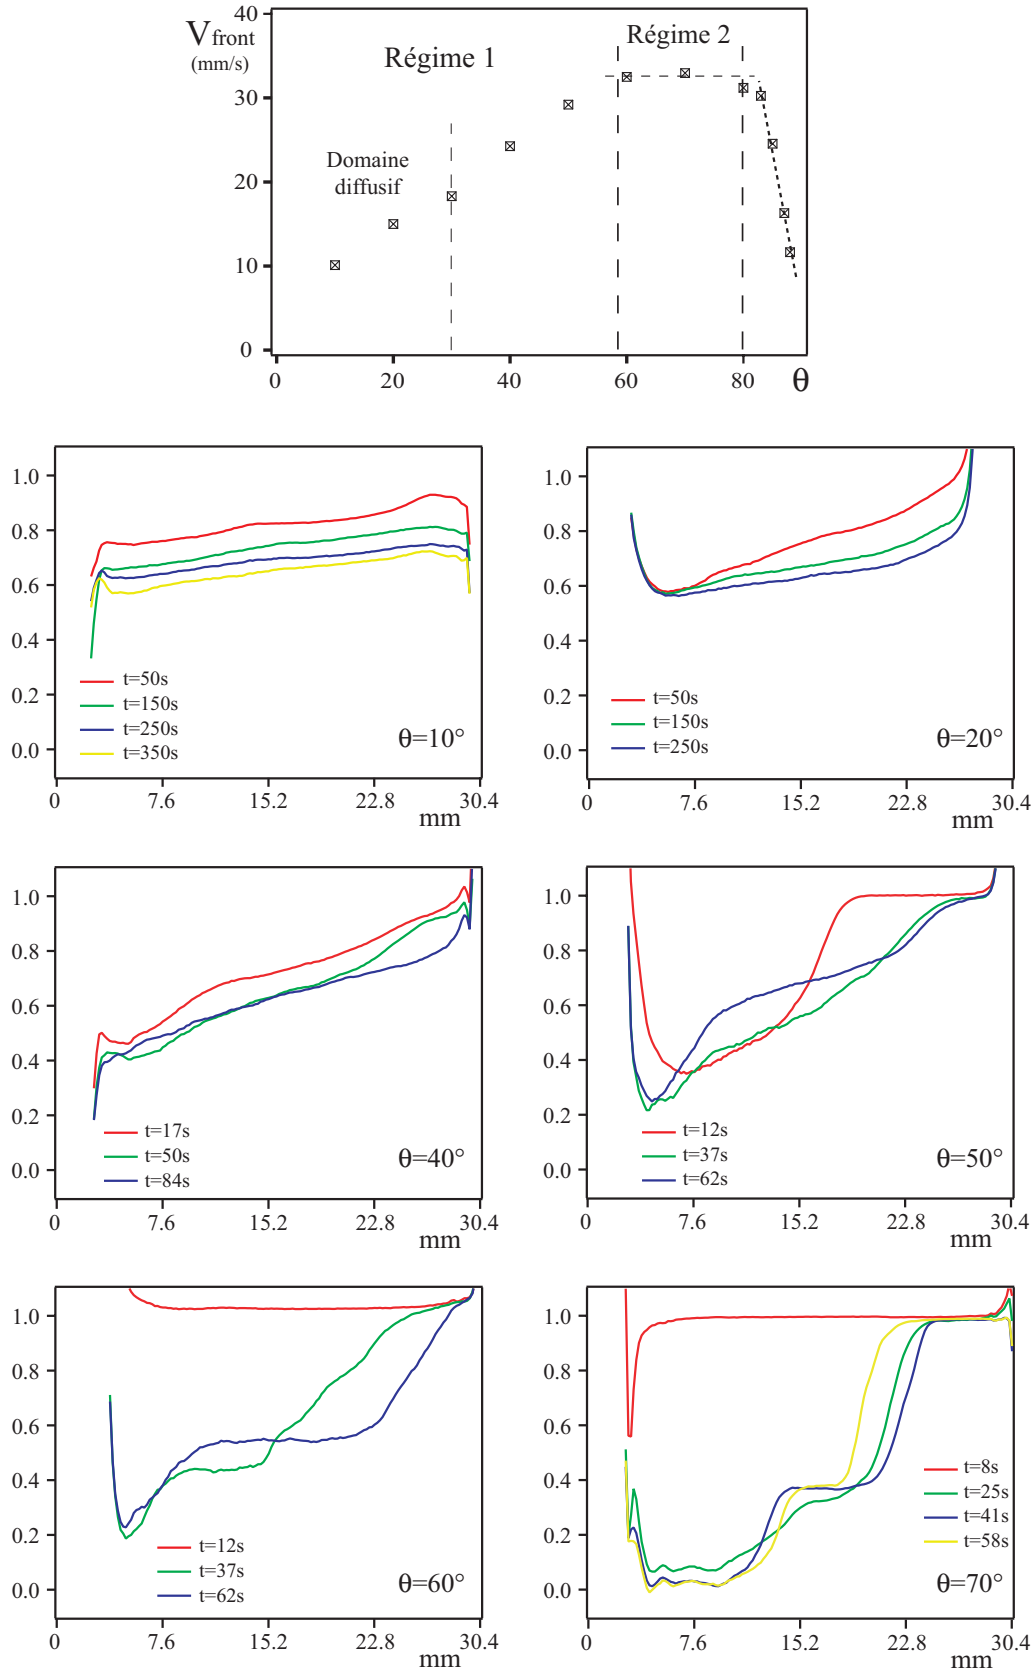 40
V front
(mm/s)
Régime 1
Régime 2
30
Domaine
diffusif
20
10
0
0 20 40 60 80 θ
1.0
0.8
0.6
0.4
0.2
0.0
t=50s
t=150s
t=250s
t=350s
θ=10°
0 7.6 15.2 22.8 30.4
mm
1.0
0.8
0.6
0.4
0.2
0.0
t=50s
t=150s
t=250s
θ=20°
0 7.6 15.2 22.8 30.4
mm
1.0
0.8
0.6
0.4
0.2
0.0
t=17s
t=50s
t=84s
θ=40°
0 7.6 15.2 22.8 30.4
mm
1.0
0.8
0.6
0.4
0.2
0.0
t=12s
t=37s
t=62s
θ=50°
0 7.6 15.2 22.8 30.4
mm
1.0
0.8
0.6
0.4
0.2
0.0
t=12s
t=37s
t=62s
θ=60°
0 7.6 15.2 22.8 30.4
mm
1.0
0.8
0.6
0.4
0.2
0.0
t=8s
t=25s
t=41s
t=58s
θ=70°
0 7.6 15.2 22.8 30.4
mm